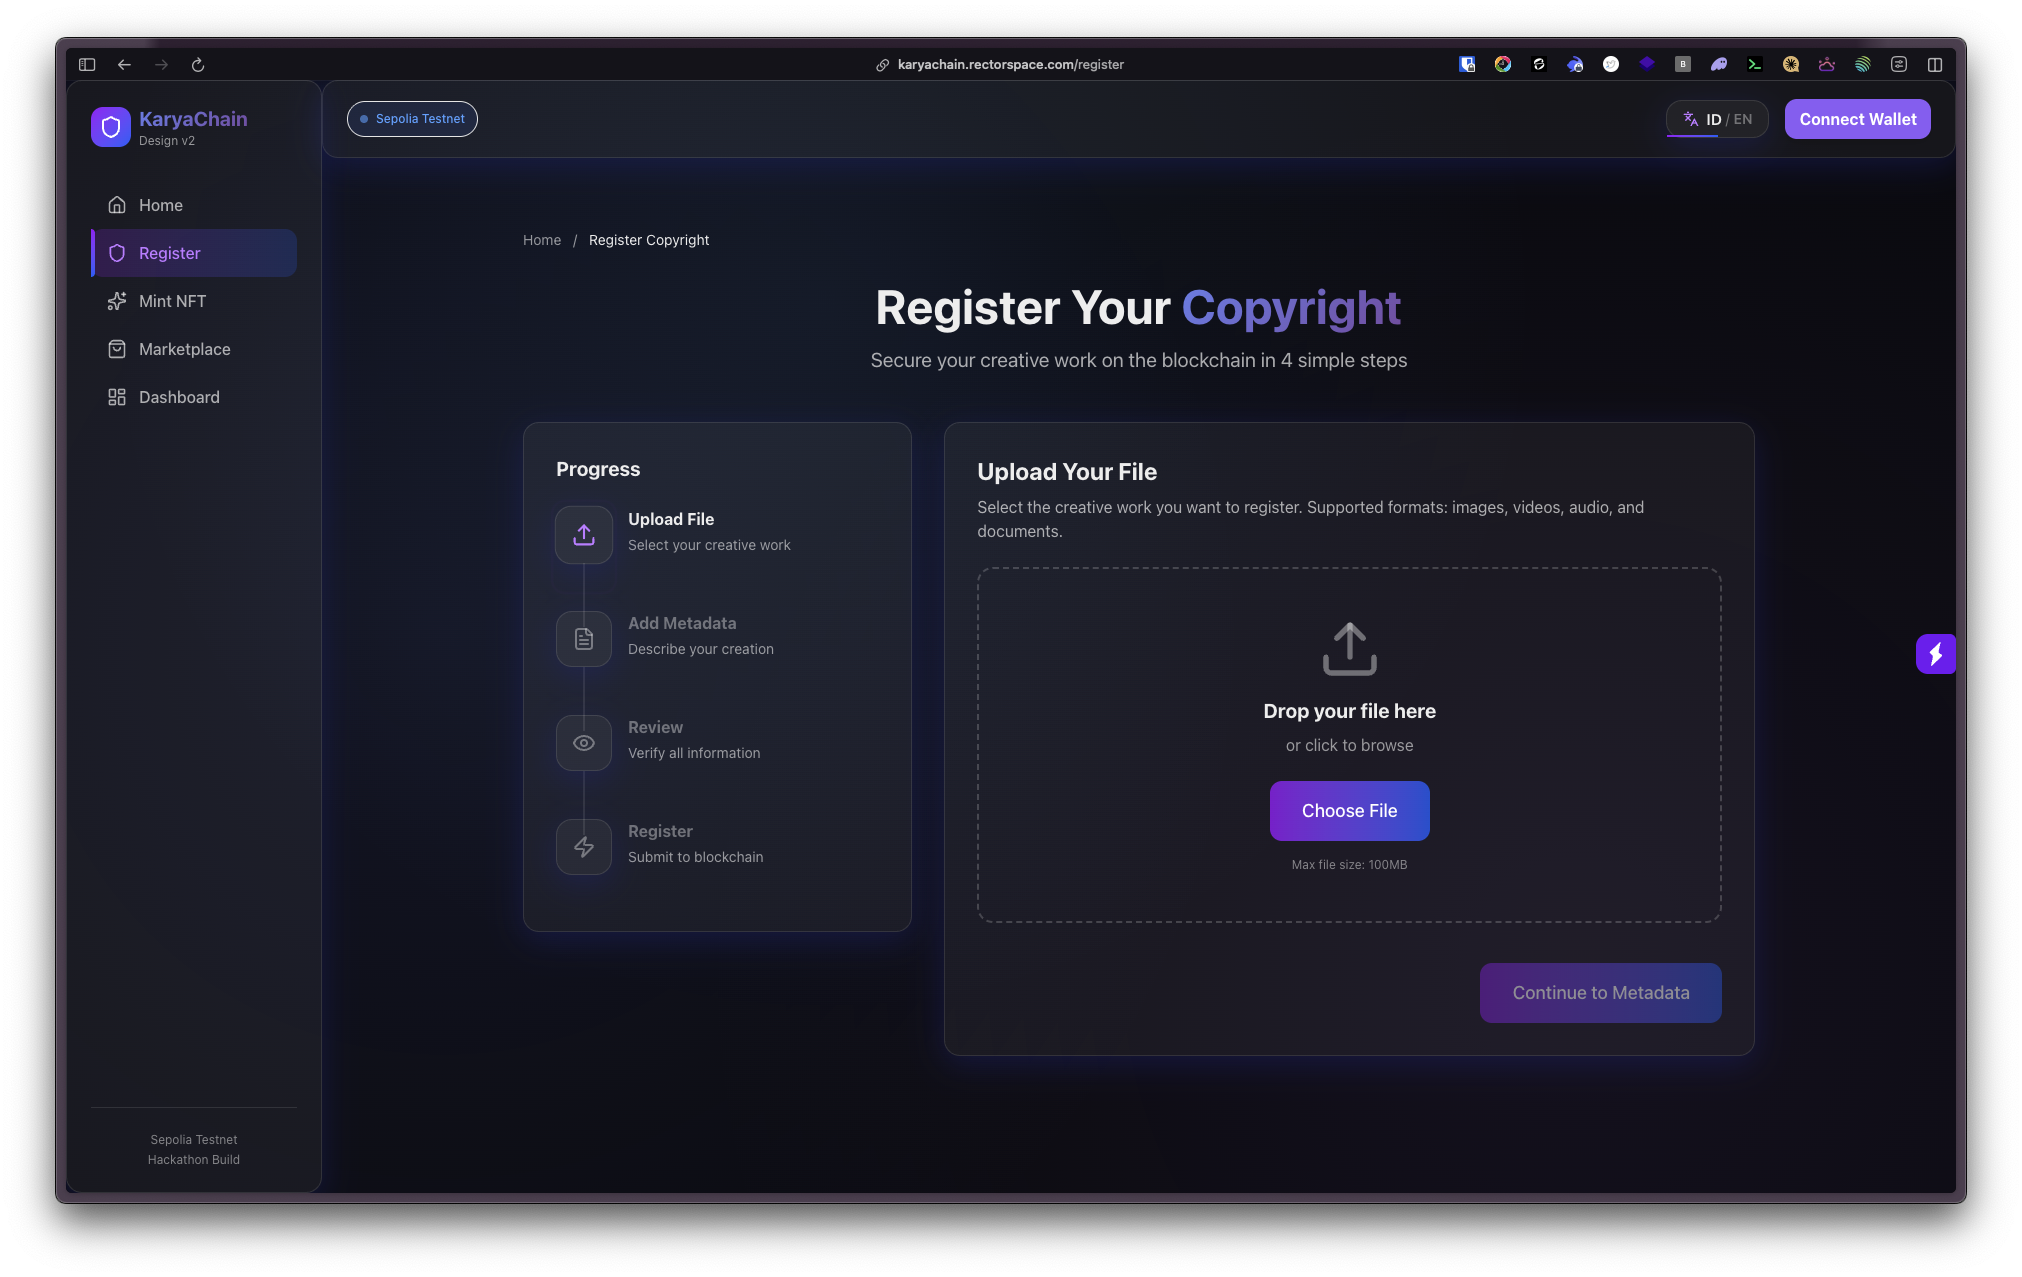 karyachain.rectorspace.com/register
B
KaryaChain
Design v2
Home
Register
Mint NFT
Marketplace
Dashboard
Sepolia Testnet
Hackathon Build
Sepolia Testnet
ID / EN
Connect Wallet
Home / Register Copyright
Register Your Copyright
Secure your creative work on the blockchain in 4 simple steps
Progress
Upload File
Select your creative work
Add Metadata
Describe your creation
Review
Verify all information
Register
Submit to blockchain
Upload Your File
Select the creative work you want to register. Supported formats: images, videos, audio, and
documents.
Drop your file here
or click to browse
Choose File
Max file size: 100MB
Continue to Metadata